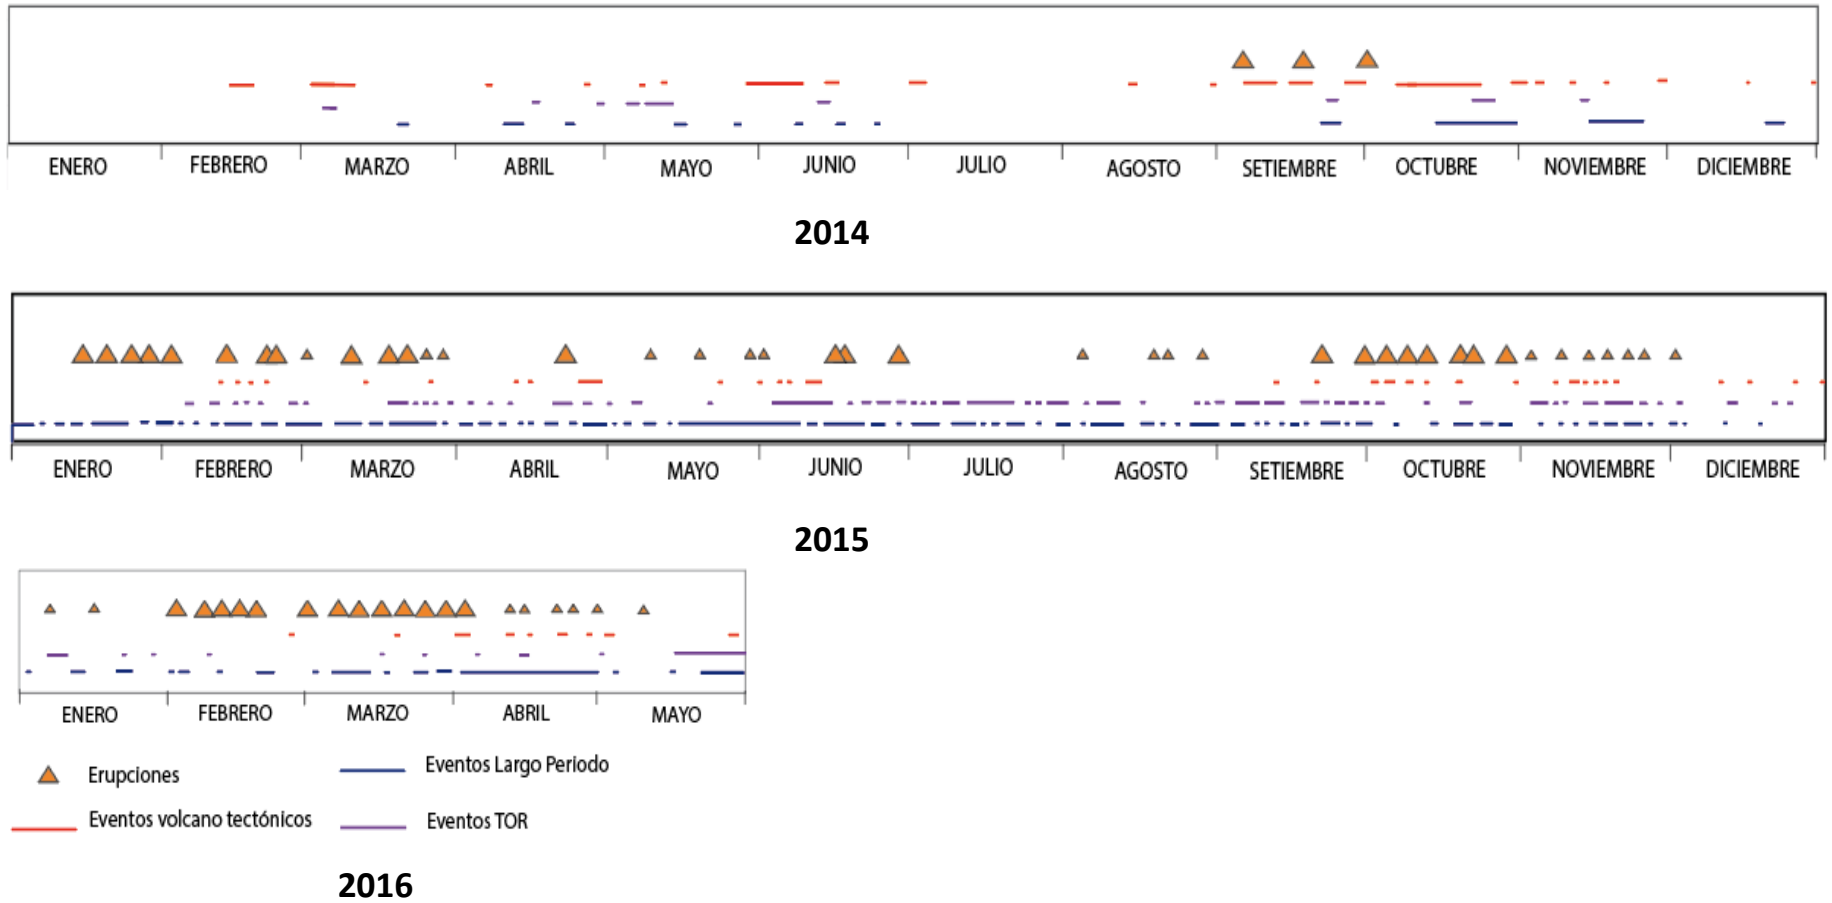 ENERO FEBRERO MARZO ABRIL MAYO JUNIO JULIO AGOSTO SETIEMBRE OCTUBRE NOVIEMBRE DICIEMBRE
2014
ENERO FEBRERO MARZO ABRIL MAYO JUNIO JULIO AGOSTO SETIEMBRE OCTUBRE NOVIEMBRE DICIEMBRE
2015
ENERO FEBRERO MARZO ABRIL MAYO
Erupciones
Eventos Largo Periodo
Eventos volcano tectónicos
Eventos TOR
2016